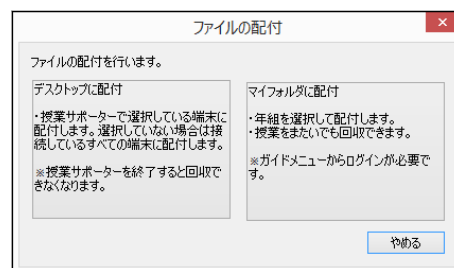 ファイルの配付
ファイルの配付を行います。
デスクトップに配付
・授業サポーターで選択している端末に
配付します。選択していない場合は接
続しているすべての端末に配付します。
※授業サポーターを終了すると回収で
きなくなります。
マイフォルダに配付
・年組を選択して配付します。
・授業をまたいでも回収できます。
※ガイドメニューからログインが必要で
す。
やめる